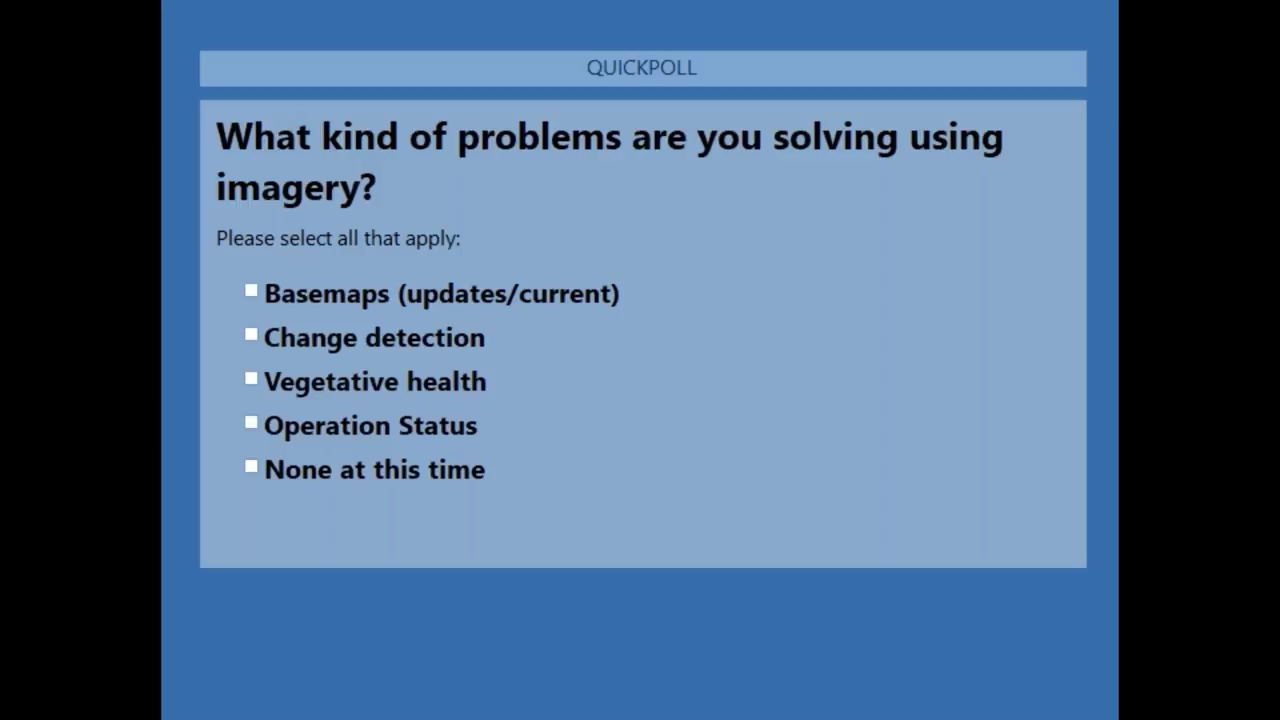 QUICKPOLL
What kind of problems are you solving using
imagery?
Please select all that apply:
Basemaps (updates/current)
Change detection
Vegetative health
Operation Status
None at this time